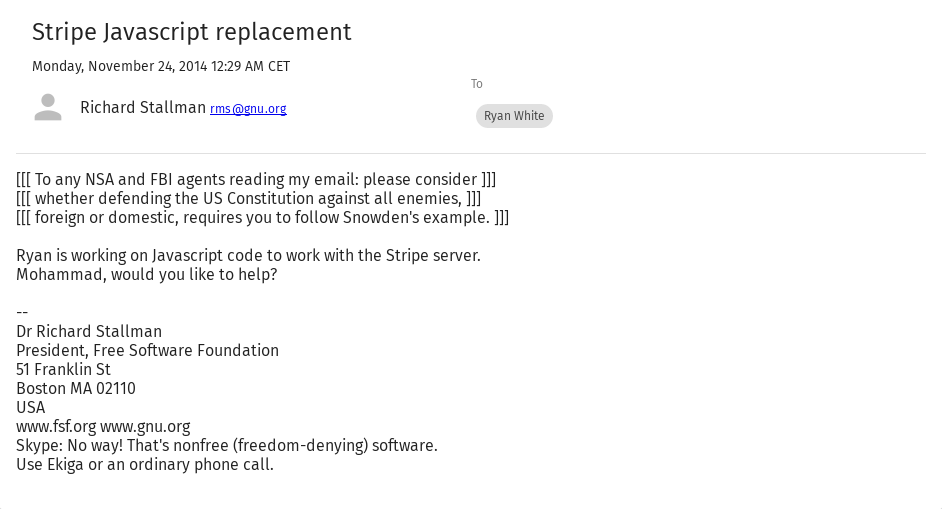 Stripe Javascript replacement
Monday, November 24, 2014 12:29 AM CET
To
Richard Stallman rms@gnu.org
Ryan White
[[[ To any NSA and FBI agents reading my email: please consider ]]]
[[[ whether defending the US Constitution against all enemies, ]]]
[[[ foreign or domestic, requires you to follow Snowden's example. ]]]
Ryan is working on Javascript code to work with the Stripe server.
Mohammad, would you like to help?
--
Dr Richard Stallman
President, Free Software Foundation
51 Franklin St
Boston MA 02110
USA
www.fsf.org www.gnu.org
Skype: No way! That's nonfree (freedom-denying) software.
Use Ekiga or an ordinary phone call.